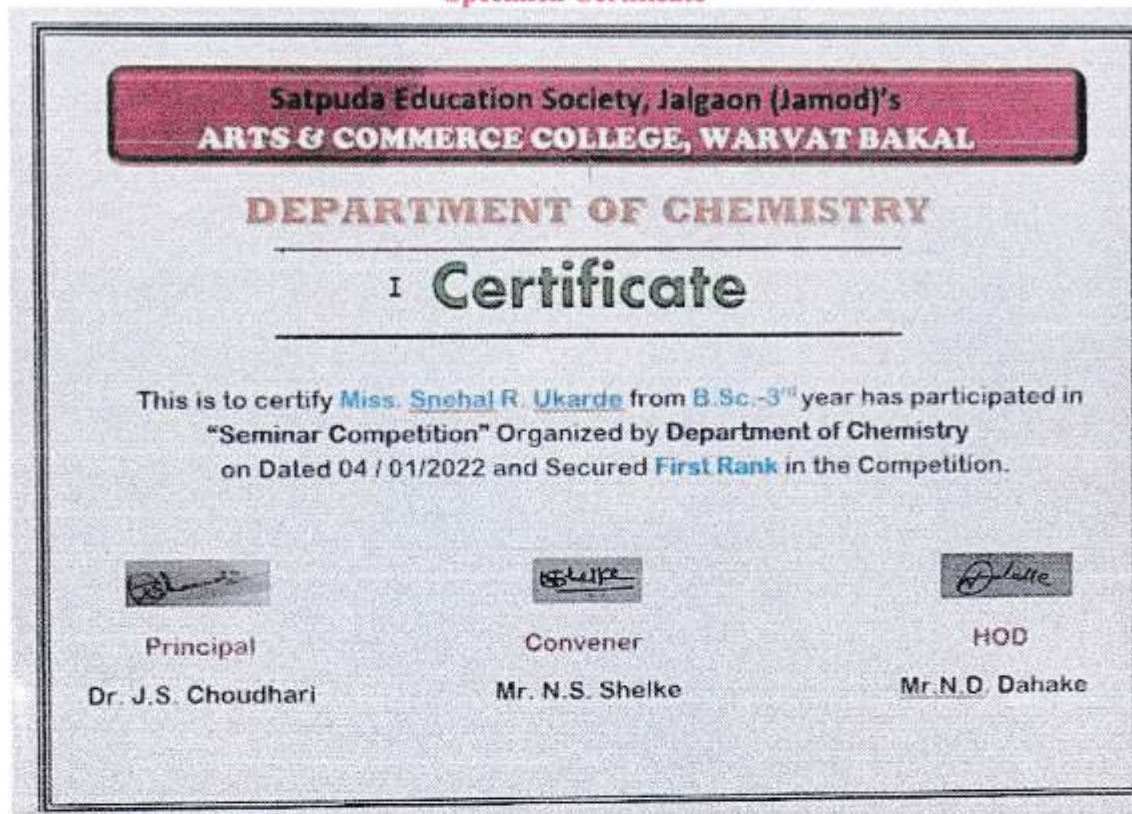 Specimen Certificate
Satpuda Education Society, Jalgaon (Jamod)'s
ARTS & COMMERCE COLLEGE, WARVAT BAKAL
DEPARTMENT OF CHEMISTRY
I Certificate
This is to certify Miss. Snehal R. Ukarde from B.Sc.-3rd year has participated in
"Seminar Competition" Organized by Department of Chemistry
on Dated 04 / 01/2022 and Secured First Rank in the Competition.
Principal Convener HOD
Dr. J.S. Choudhari Mr. N.S. Shelke Mr.N.D. Dahake